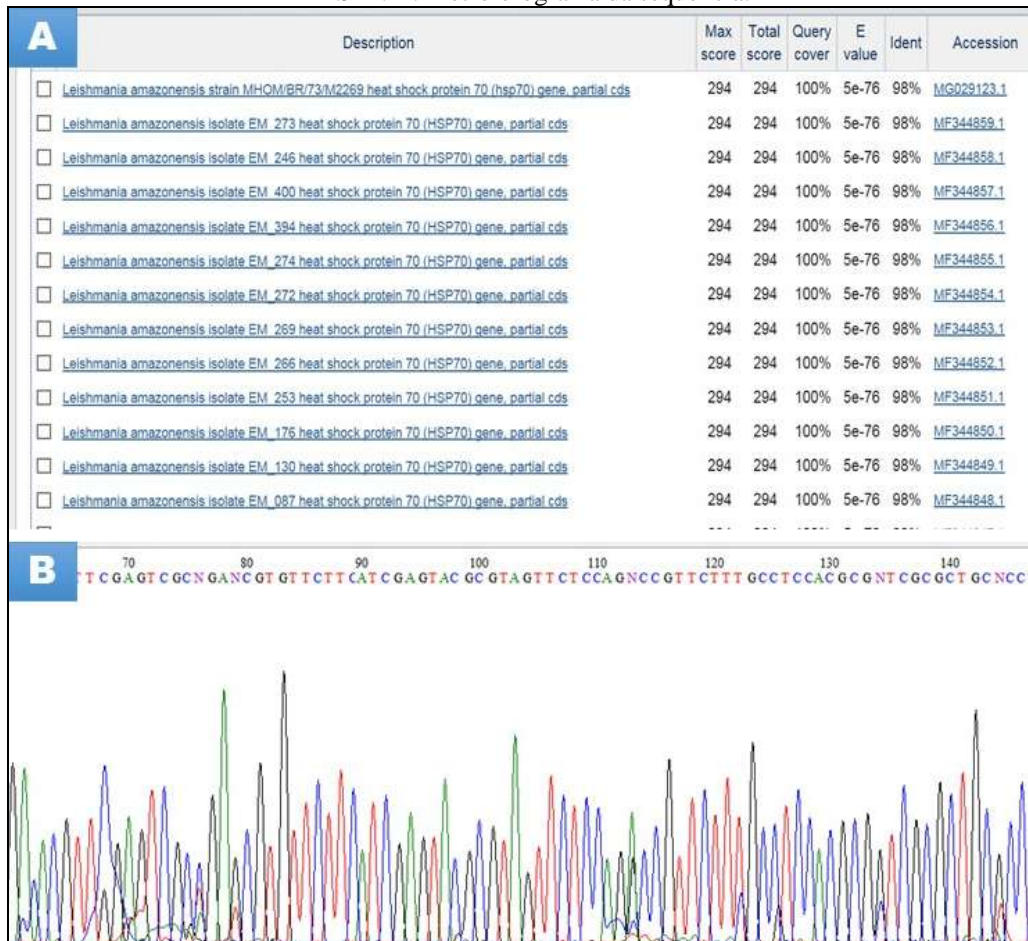 A
Description Max score Total score Query cover E value Ident Accession
Leishmania amazonensis strain MHOM/BR/73/M2269 heat shock protein 70 (hsp70) gene, partial cds 294 294 100% 5e-76 98% MG029123.1
Leishmania amazonensis isolate EM_273 heat shock protein 70 (HSP70) gene, partial cds 294 294 100% 5e-76 98% MF344859.1
Leishmania amazonensis isolate EM_246 heat shock protein 70 (HSP70) gene, partial cds 294 294 100% 5e-76 98% MF344858.1
Leishmania amazonensis isolate EM_400 heat shock protein 70 (HSP70) gene, partial cds 294 294 100% 5e-76 98% MF344857.1
Leishmania amazonensis isolate EM_394 heat shock protein 70 (HSP70) gene, partial cds 294 294 100% 5e-76 98% MF344856.1
Leishmania amazonensis isolate EM_274 heat shock protein 70 (HSP70) gene, partial cds 294 294 100% 5e-76 98% MF344855.1
Leishmania amazonensis isolate EM_272 heat shock protein 70 (HSP70) gene, partial cds 294 294 100% 5e-76 98% MF344854.1
Leishmania amazonensis isolate EM_269 heat shock protein 70 (HSP70) gene, partial cds 294 294 100% 5e-76 98% MF344853.1
Leishmania amazonensis isolate EM_266 heat shock protein 70 (HSP70) gene, partial cds 294 294 100% 5e-76 98% MF344852.1
Leishmania amazonensis isolate EM_253 heat shock protein 70 (HSP70) gene, partial cds 294 294 100% 5e-76 98% MF344851.1
Leishmania amazonensis isolate EM_176 heat shock protein 70 (HSP70) gene, partial cds 294 294 100% 5e-76 98% MF344850.1
Leishmania amazonensis isolate EM_130 heat shock protein 70 (HSP70) gene, partial cds 294 294 100% 5e-76 98% MF344849.1
Leishmania amazonensis isolate EM_087 heat shock protein 70 (HSP70) gene, partial cds 294 294 100% 5e-76 98% MF344848.1
B
70 80 90 100 110 120 130 140
T T C G A G T C G C N G A N C G T G T T C T T C A T C G A G T A C G C G T A G T T C T C C A G N C C G T T C T T T G C C T C C A C G C G N T C G C G C T G C N C C